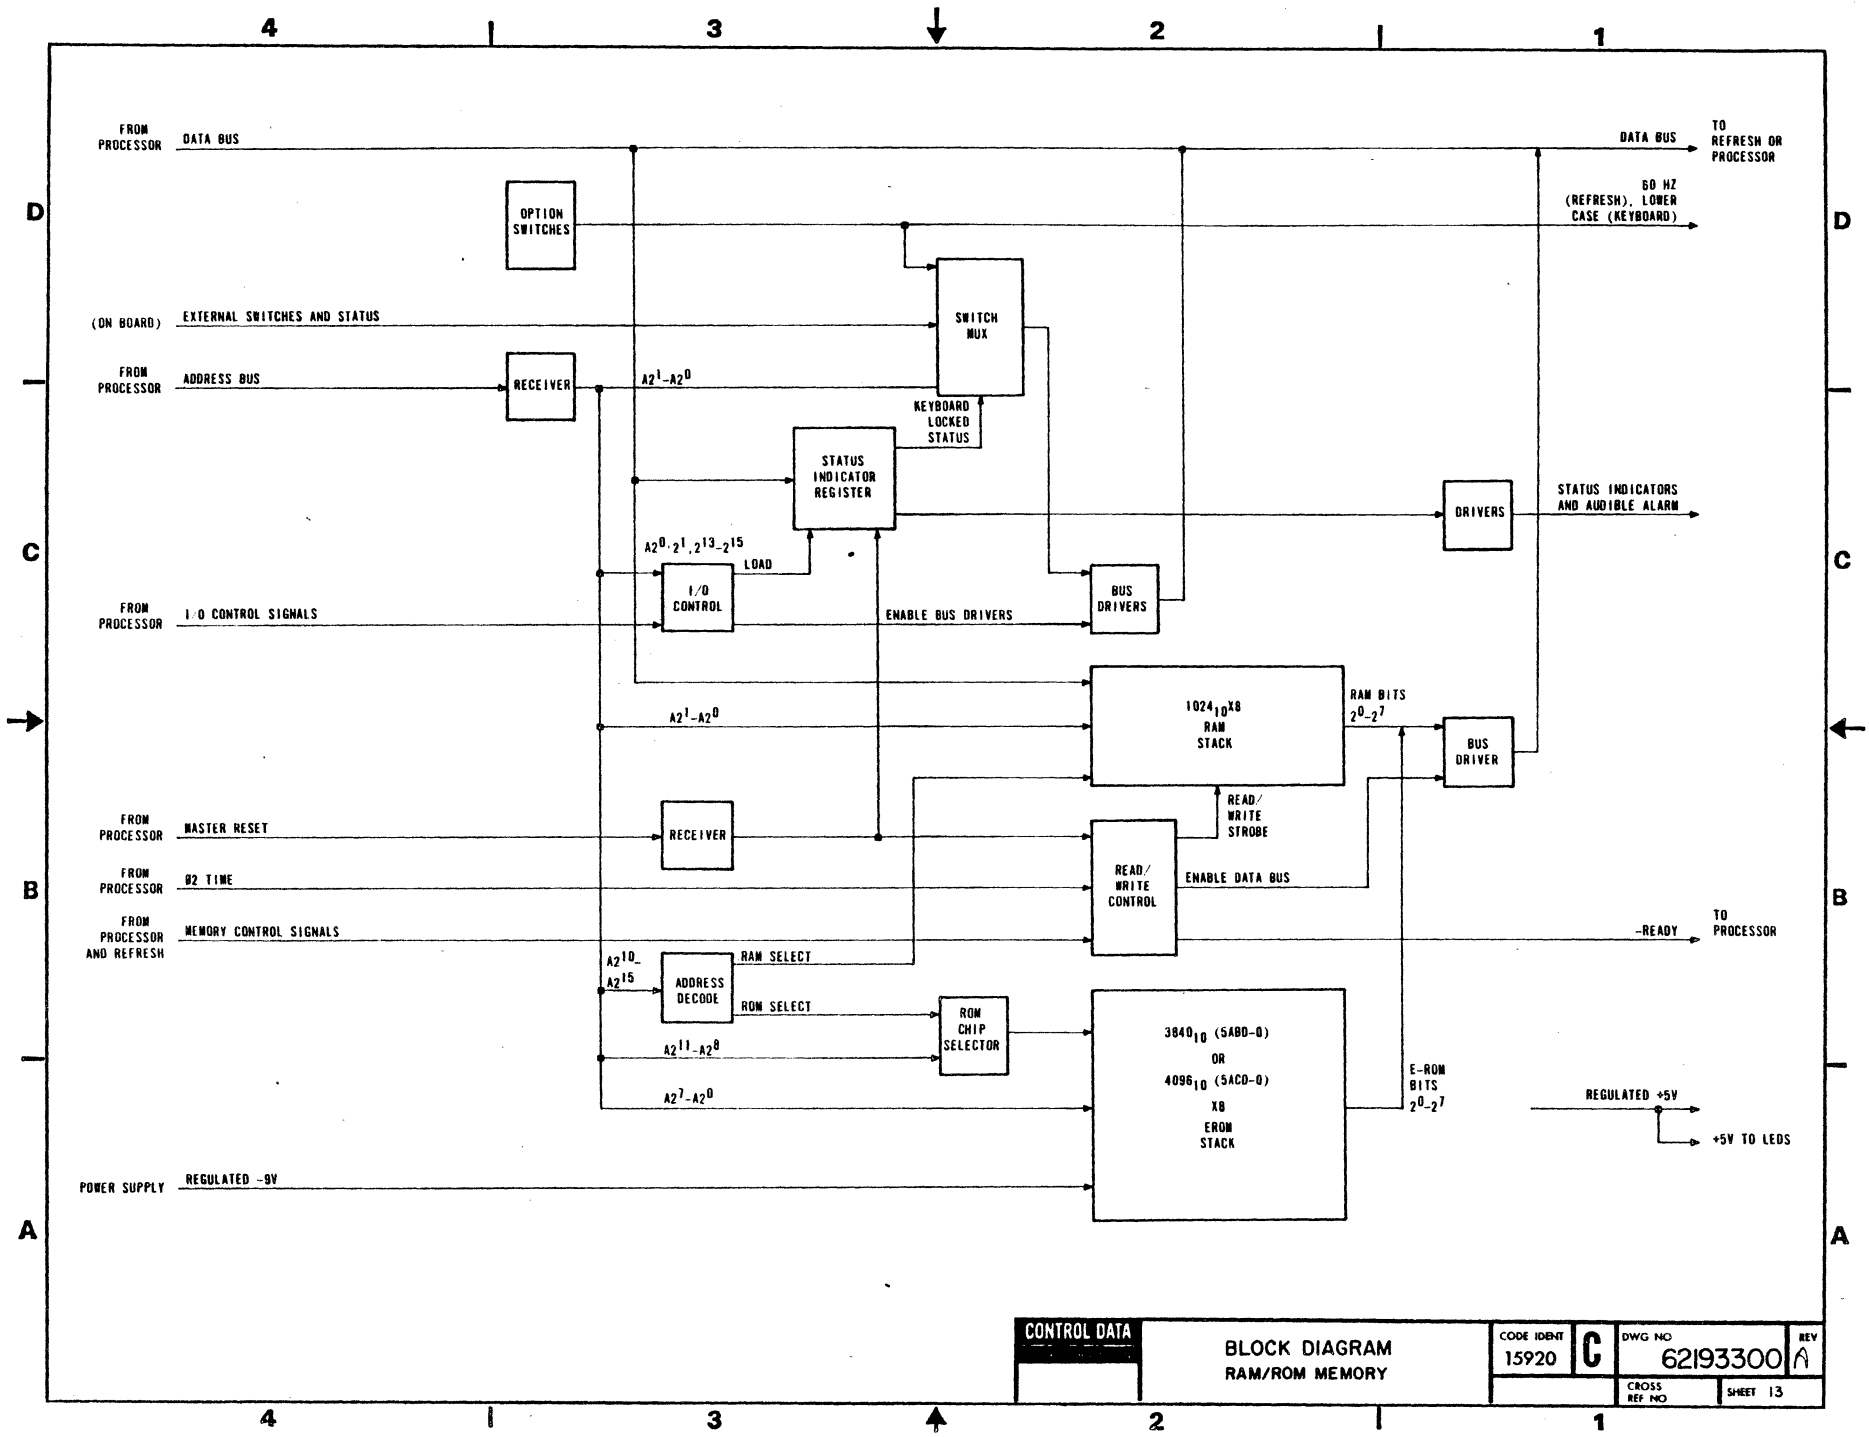 4 3 2 1
FROM
PROCESSOR
DATA BUS
DATA BUS
TO
REFRESH OR
PROCESSOR
D
OPTION
SWITCHES
60 HZ
(REFRESH), LOWER
CASE (KEYBOARD)
D
(ON BOARD)
EXTERNAL SWITCHES AND STATUS
SWITCH
MUX
FROM
PROCESSOR
ADDRESS BUS
RECEIVER
A2¹-A2⁰
KEYBOARD
LOCKED
STATUS
STATUS
INDICATOR
REGISTER
DRIVERS
STATUS INDICATORS
AND AUDIBLE ALARM
C
A2⁰,2¹,2¹³-2¹⁵
LOAD
C
FROM
PROCESSOR
I/O CONTROL SIGNALS
I/O
CONTROL
ENABLE BUS DRIVERS
BUS
DRIVERS
A2¹-A2⁰
1024₁₀X8
RAM
STACK
RAM BITS
2⁰-2⁷
BUS
DRIVER
READ/
WRITE
STROBE
FROM
PROCESSOR
MASTER RESET
RECEIVER
B
FROM
PROCESSOR
Ø2 TIME
READ/
WRITE
CONTROL
ENABLE DATA BUS
B
FROM
PROCESSOR
AND REFRESH
MEMORY CONTROL SIGNALS
-READY
TO
PROCESSOR
A2¹⁰-
A2¹⁵
ADDRESS
DECODE
RAM SELECT
ROM SELECT
ROM
CHIP
SELECTOR
A2¹¹-A2⁸
A2⁷-A2⁰
3840₁₀ (5ABD-Q)
OR
4096₁₀ (5ACD-Q)
X8
EROM
STACK
E-ROM
BITS
2⁰-2⁷
REGULATED +5V
+5V TO LEDS
POWER SUPPLY
REGULATED -9V
A
A
CONTROL DATA
BLOCK DIAGRAM
RAM/ROM MEMORY
CODE IDENT
15920
C
DWG NO
62193300
REV
A
CROSS
REF NO
SHEET 13
4 3 2 1